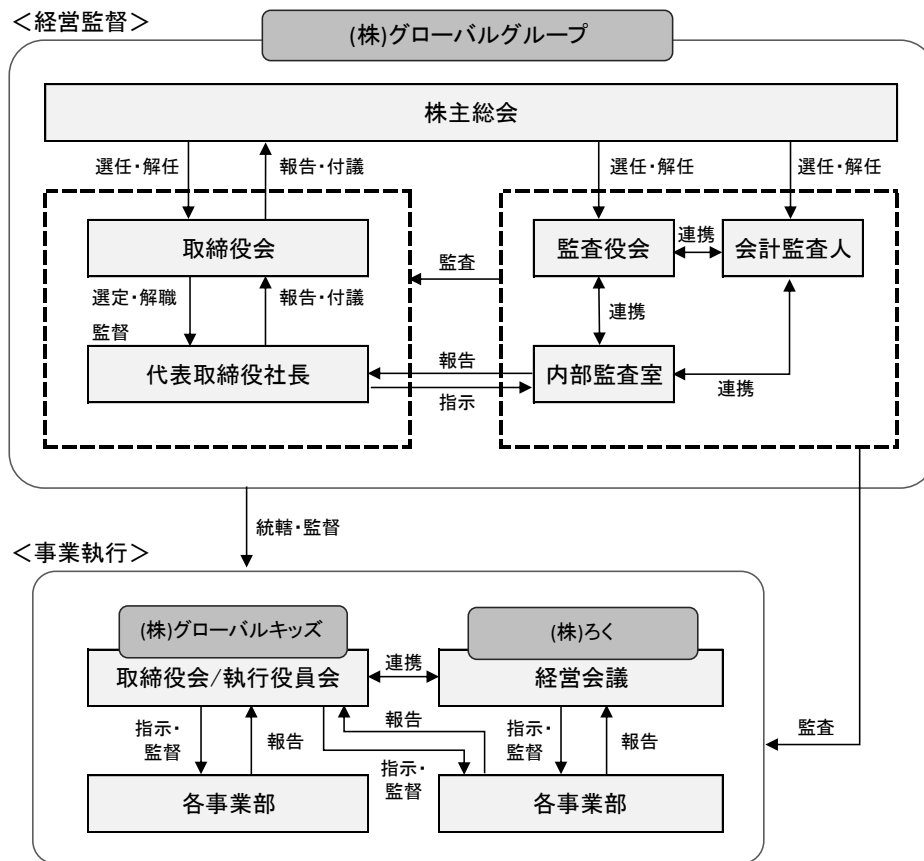 ＜経営監督＞
(株)グローバルグループ
株主総会
選任・解任
報告・付議
選任・解任
選任・解任
取締役会
監査役会
連携
会計監査人
監査
選定・解職
報告・付議
監督
連携
代表取締役社長
報告
指示
内部監査室
連携
統轄・監督
＜事業執行＞
(株)グローバルキッズ
(株)ろく
取締役会/執行役員会
連携
経営会議
指示・
監督
報告
報告
指示・
監督
指示・
監督
報告
監査
各事業部
各事業部